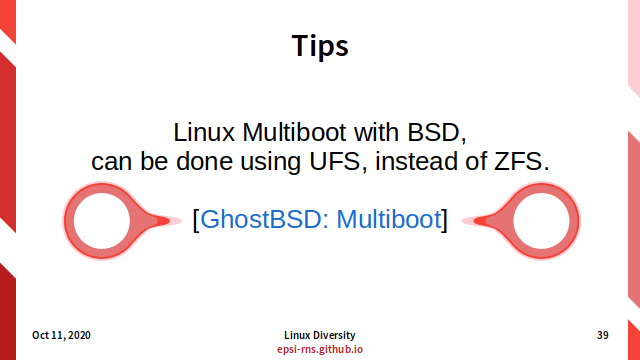 Tips
Linux Multiboot with BSD,
can be done using UFS, instead of ZFS.
[GhostBSD: Multiboot]
Oct 11, 2020
Linux Diversity
39
epsi-rns.github.io